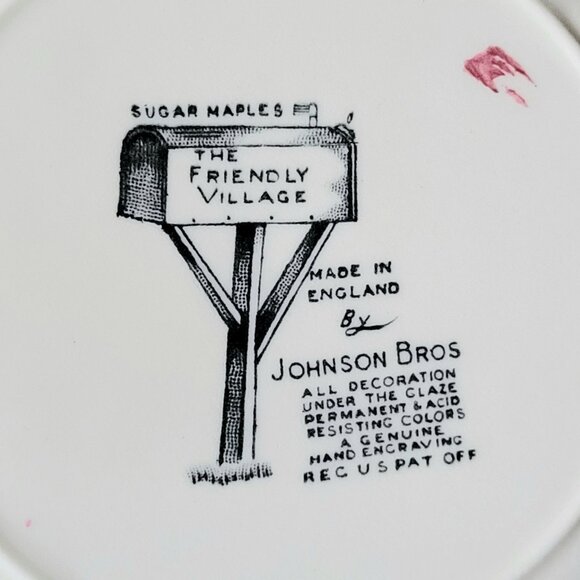 SUGAR MAPLES
THE
FRIENDLY
VILLAGE
MADE IN
ENGLAND
By
JOHNSON BROS
ALL DECORATION
UNDER THE GLAZE
PERMANENT & ACID
RESISTING COLORS
A GENUINE
HAND ENGRAVING
REG U S PAT OFF